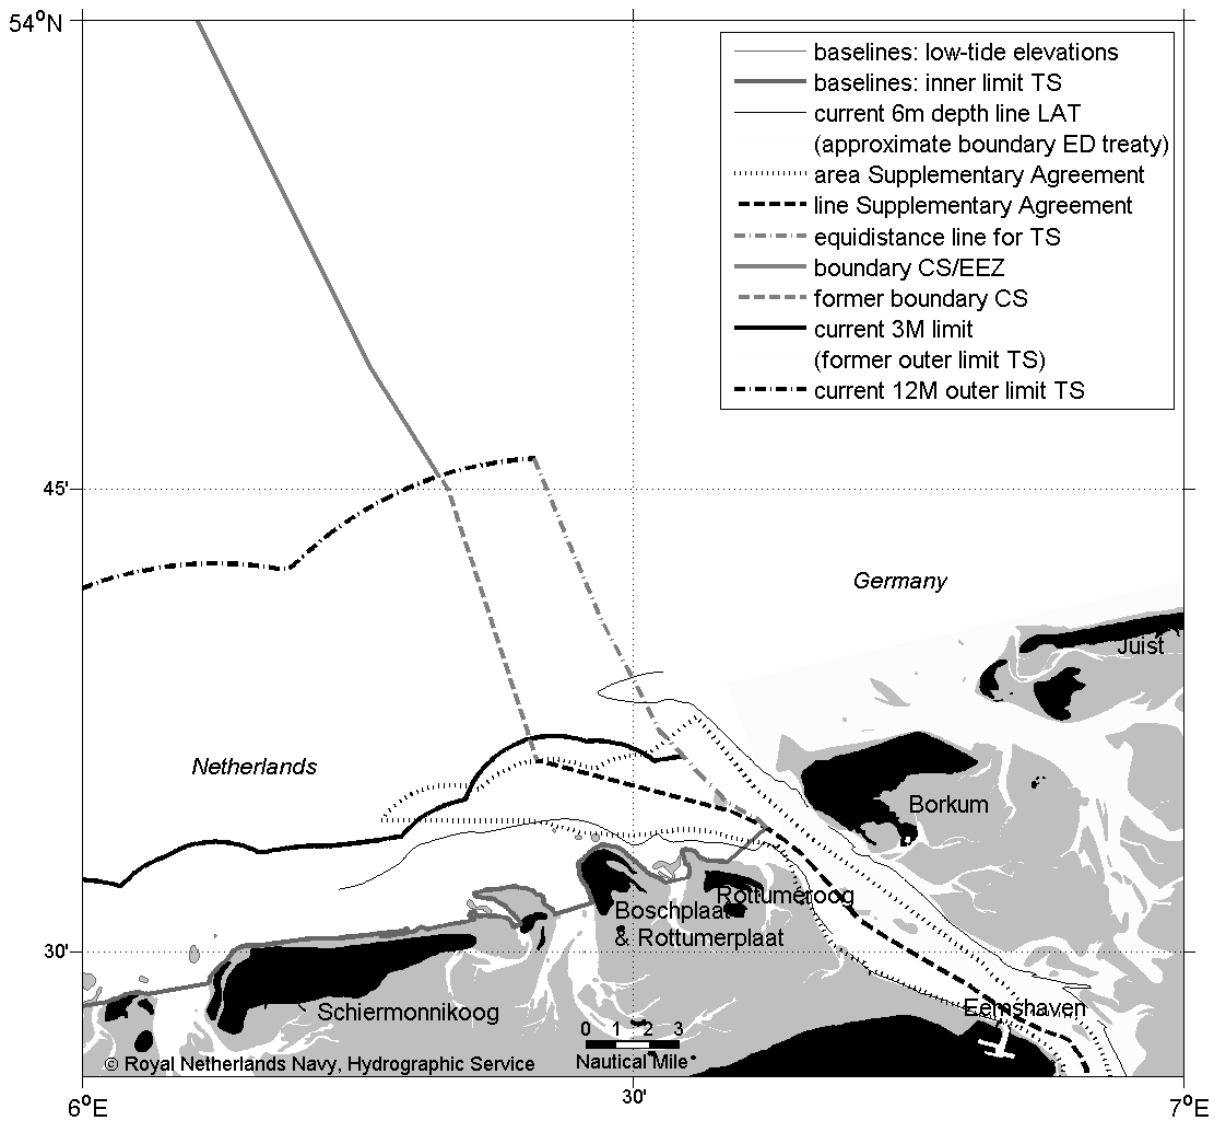 54°N
baselines: low-tide elevations
baselines: inner limit TS
current 6m depth line LAT
(approximate boundary ED treaty)
area Supplementary Agreement
line Supplementary Agreement
equidistance line for TS
boundary CS/EEZ
former boundary CS
current 3M limit
(former outer limit TS)
current 12M outer limit TS
45'
Germany
Juist
Netherlands
Borkum
Rottumeroog
Boschplaat
& Rottumerplaat
30'
Schiermonnikoog
Eemshaven
0 1 2 3
Nautical Mile
© Royal Netherlands Navy, Hydrographic Service
6°E
30'
7°E